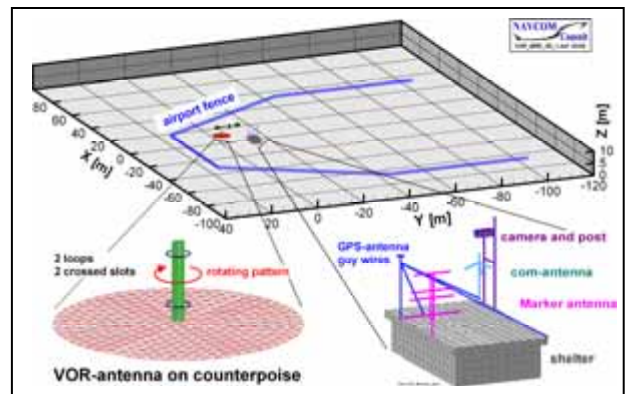 NAVCOM
Consult
airport fence
80
60
40
20
0
-20
-40
-60
-80
-100
X [m]
40
20
0
-20
-40
-60
-80
-100
-120
Y [m]
10
5
0
Z [m]
2 loops
2 crossed slots
rotating pattern
VOR-antenna on counterpoise
GPS-antenna
guy wires
camera and post
com-antenna
Marker antenna
shelter